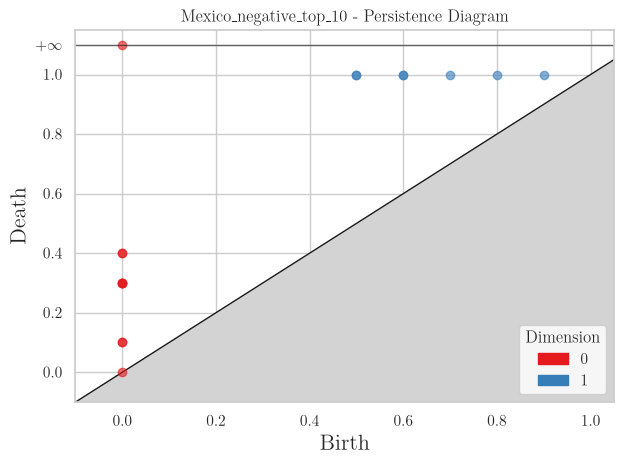 Mexico_negative_top_10 - Persistence Diagram
+∞
1.0
0.8
0.6
0.4
0.2
0.0
Death
0.0 0.2 0.4 0.6 0.8 1.0
Birth
Dimension
0
1